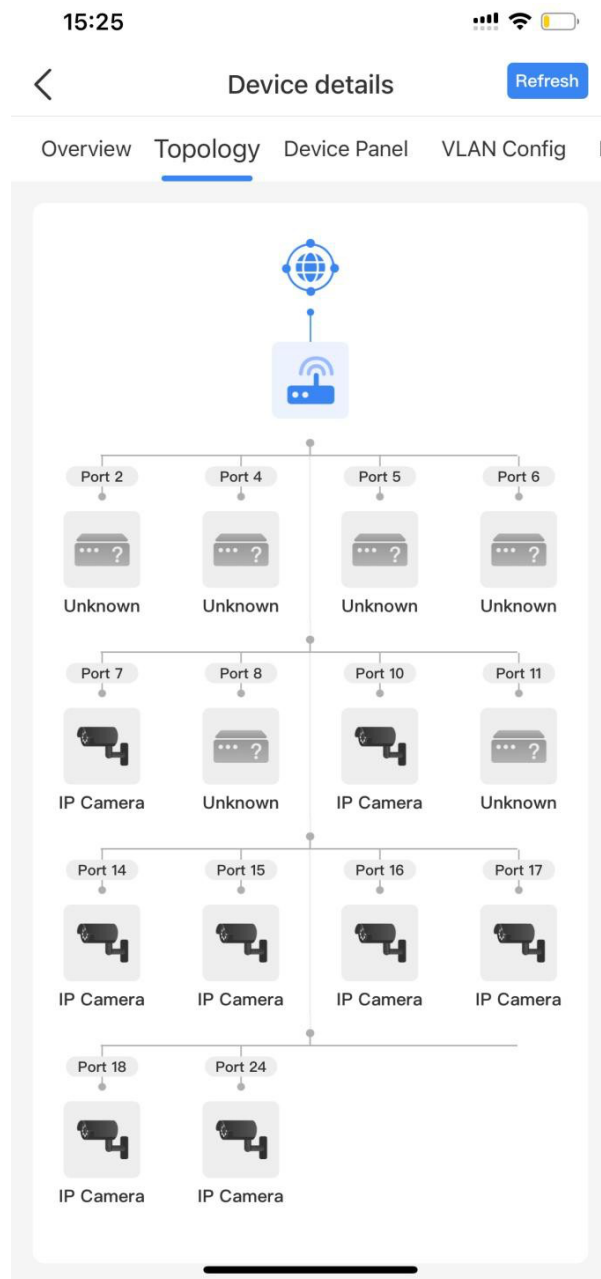 15:25
Device details
Refresh
Overview Topology Device Panel VLAN Config
Port 2 Port 4 Port 5 Port 6
? ? ? ?
Unknown Unknown Unknown Unknown
Port 7 Port 8 Port 10 Port 11
? ?
IP Camera Unknown IP Camera Unknown
Port 14 Port 15 Port 16 Port 17
IP Camera IP Camera IP Camera IP Camera
Port 18 Port 24
IP Camera IP Camera